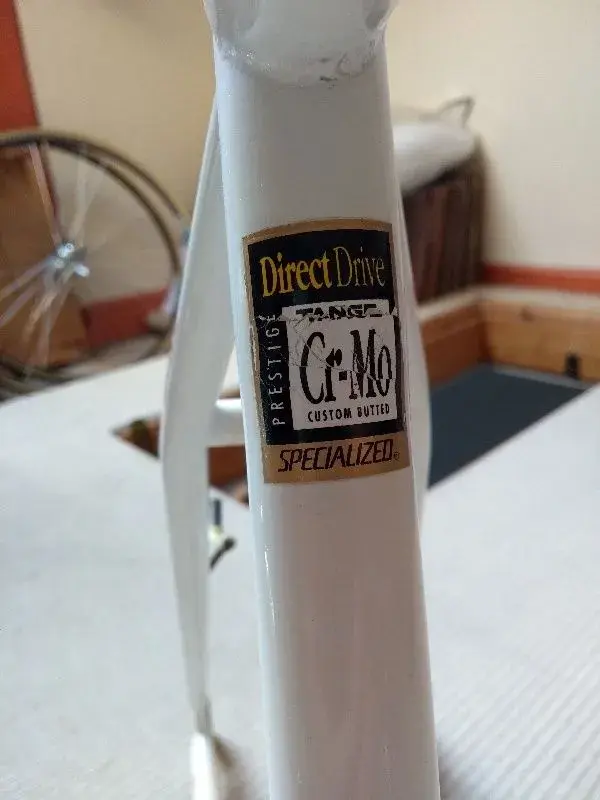 Direct Drive
TANGE
PRESTIGE
Cr-Mo
CUSTOM BUTTED
SPECIALIZED®